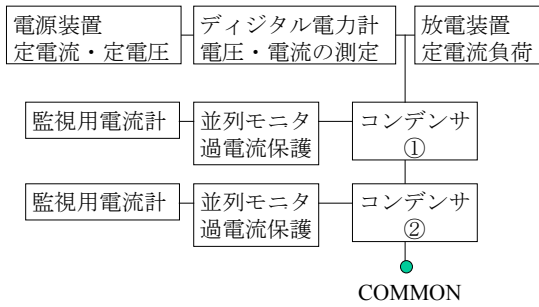 電源装置
定電流・定電圧
ディジタル電力計
電圧・電流の測定
放電装置
定電流負荷
監視用電流計
並列モニタ
過電流保護
コンデンサ
①
監視用電流計
並列モニタ
過電流保護
コンデンサ
②
COMMON